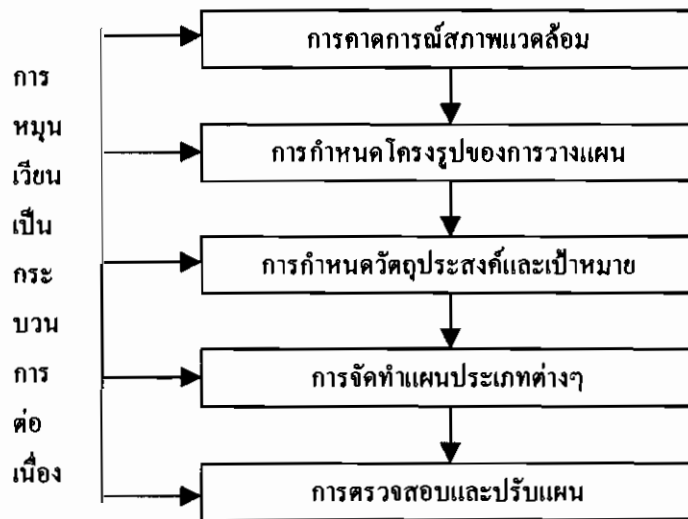 การคาดการณ์สภาพแวดล้อม
การกำหนดโครงรูปของการวางแผน
การกำหนดวัตถุประสงค์และเป้าหมาย
การจัดทำแผนประเภทต่างๆ
การตรวจสอบและปรับแผน
การ
หมุน
เวียน
เป็น
กระ
บวน
การ
ต่อ
เนื่อง